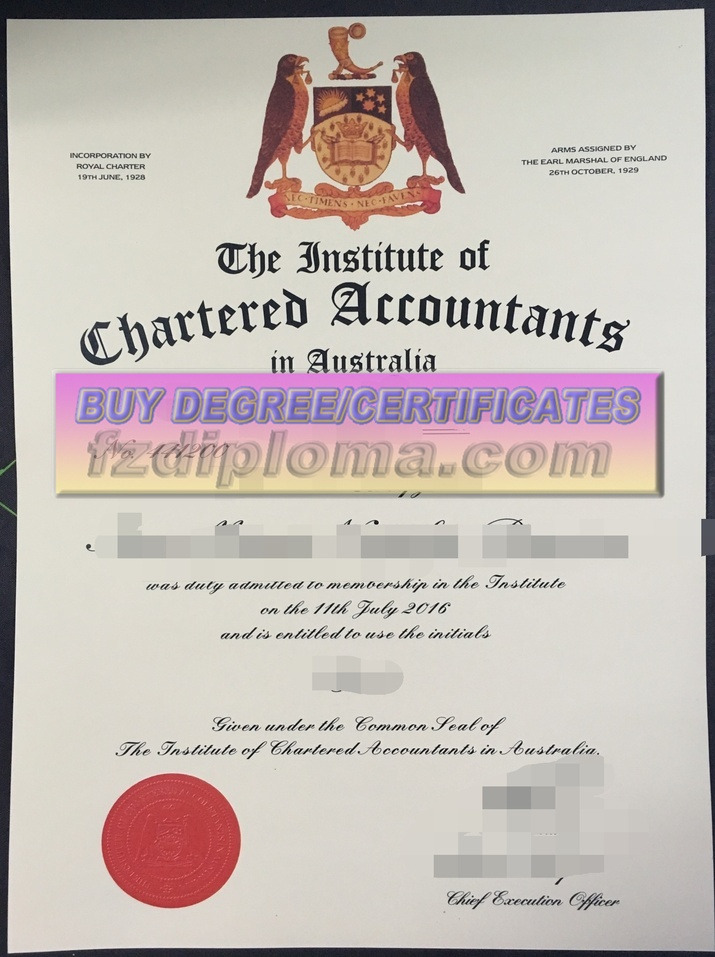 INCORPORATION BY
ROYAL CHARTER
19TH JUNE, 1928
ARMS ASSIGNED BY
THE EARL MARSHAL OF ENGLAND
26TH OCTOBER, 1929
NEC·TIMENS·NEC·FAVENS
The Institute of
Chartered Accountants
in Australia
BUY DEGREE/CERTIFICATES
No. 441200
fzdiploma.com
was duty admitted to membership in the Institute
on the 11th July 2016
and is entitled to use the initials
Given under the Common Seal of
The Institute of Chartered Accountants in Australia.
Chief Execution Officer